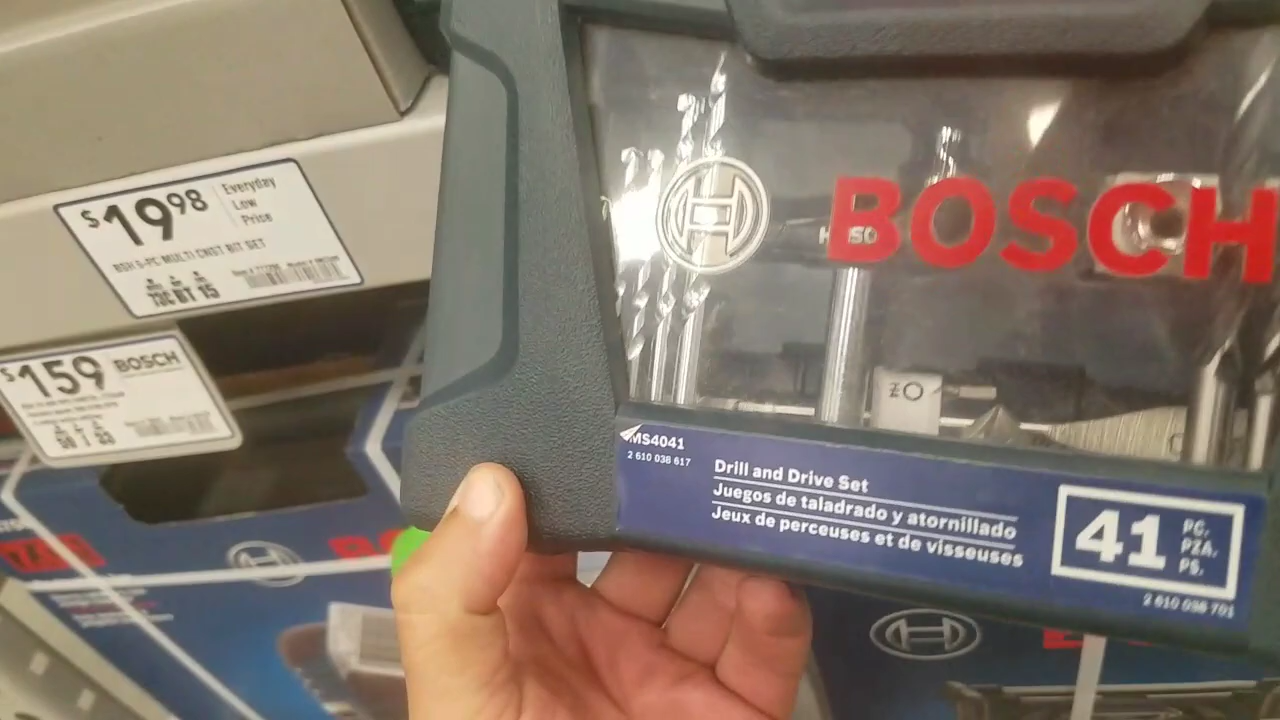 $19.98
Everyday
Low
Price
BSH 5-PC MULTI CNST BIT SET
15
$159
BOSCH
BOSCH
MS4041
2 610 038 617
Drill and Drive Set
Juegos de taladrado y atornillado
Jeux de perceuses et de visseuses
41
PC.
PZA.
PS.
2 610 038 701